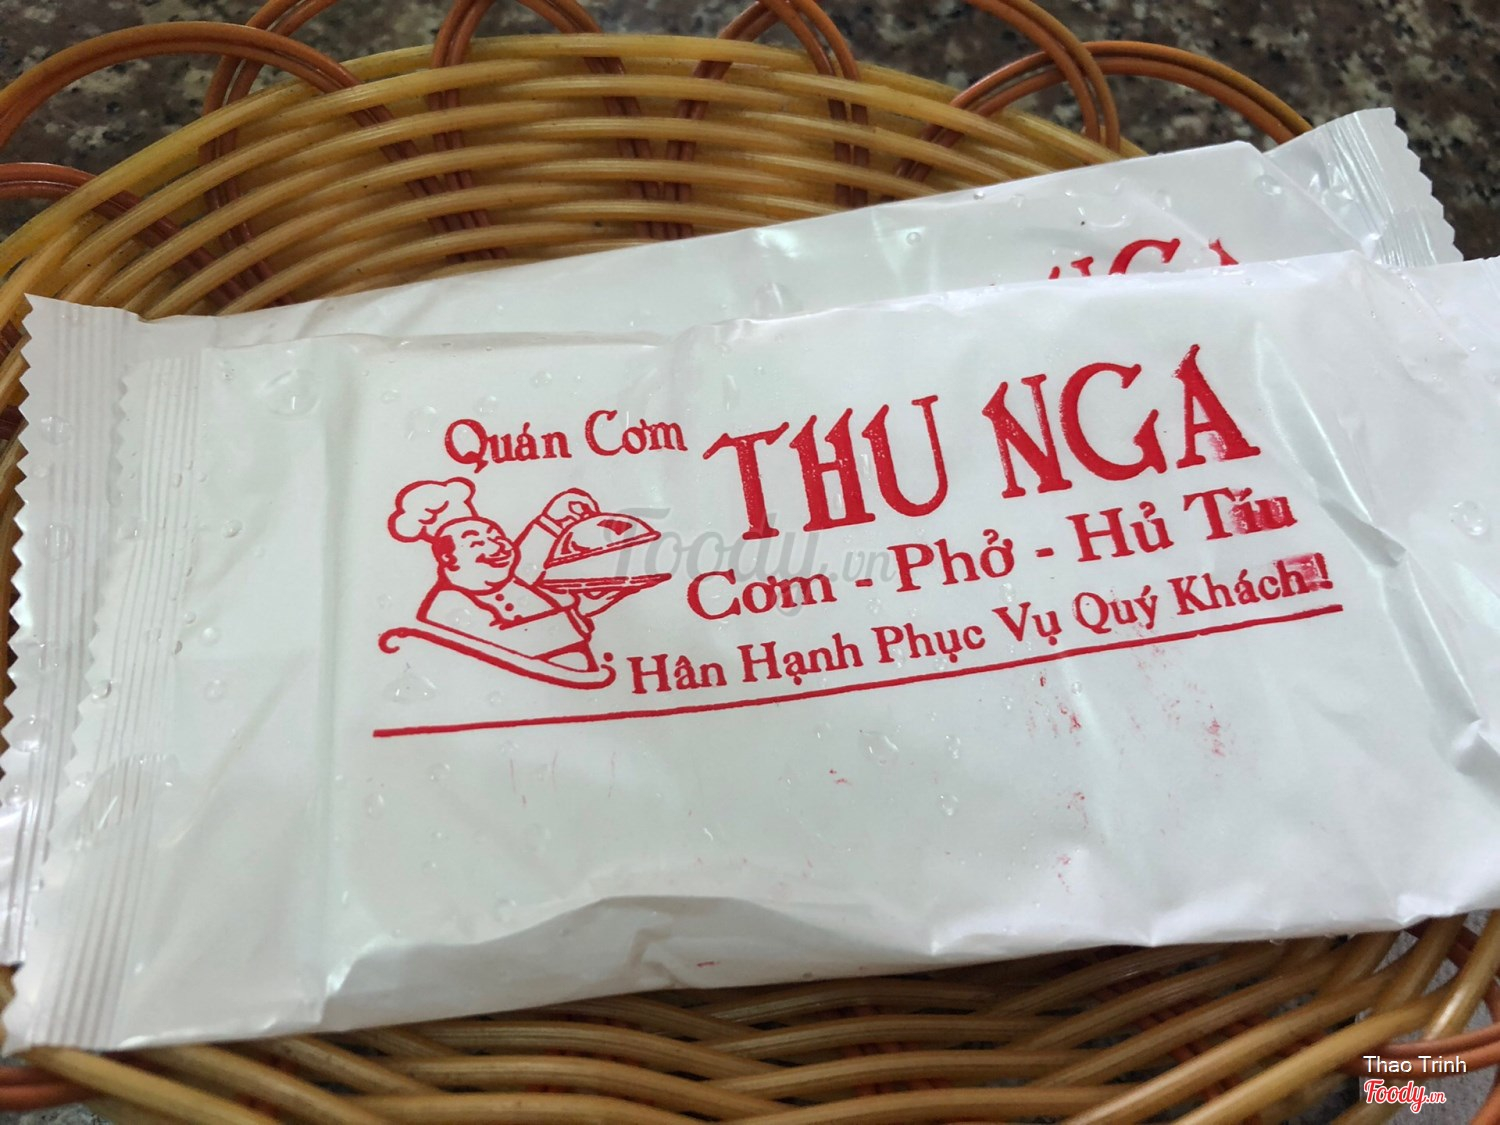 NGA
Quán Cơm THU NGA
Cơm - Phở - Hủ Tíu
Hân Hạnh Phục Vụ Quý Khách !
Foody.vn
Thao Trinh
Foody.vn